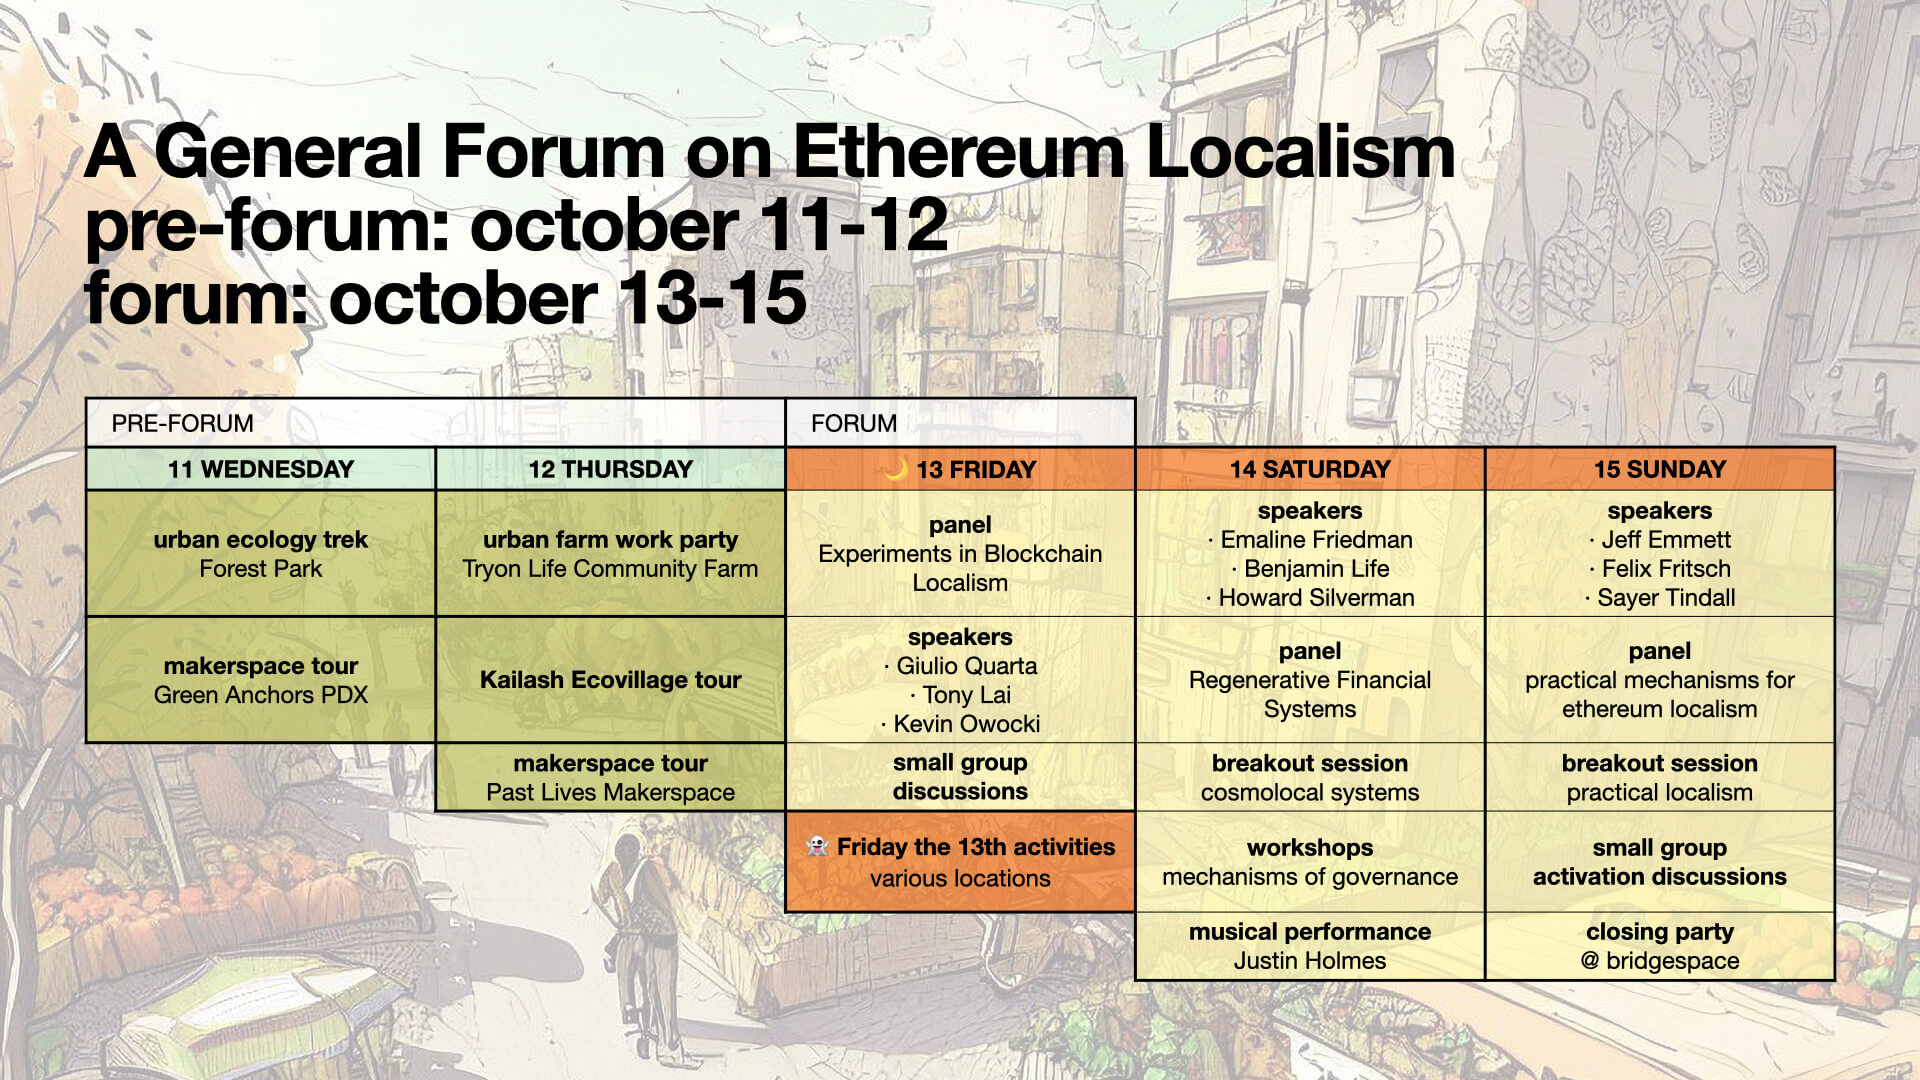 A General Forum on Ethereum Localism
pre-forum: october 11-12
forum: october 13-15
PRE-FORUM
FORUM
11 WEDNESDAY
12 THURSDAY
🌙 13 FRIDAY
14 SATURDAY
15 SUNDAY
urban ecology trek
Forest Park
urban farm work party
Tryon Life Community Farm
panel
Experiments in Blockchain
Localism
speakers
· Emaline Friedman
· Benjamin Life
· Howard Silverman
speakers
· Jeff Emmett
· Felix Fritsch
· Sayer Tindall
makerspace tour
Green Anchors PDX
Kailash Ecovillage tour
speakers
· Giulio Quarta
· Tony Lai
· Kevin Owocki
panel
Regenerative Financial
Systems
panel
practical mechanisms for
ethereum localism
makerspace tour
Past Lives Makerspace
small group
discussions
breakout session
cosmolocal systems
breakout session
practical localism
👻 Friday the 13th activities
various locations
workshops
mechanisms of governance
small group
activation discussions
musical performance
Justin Holmes
closing party
@ bridgespace